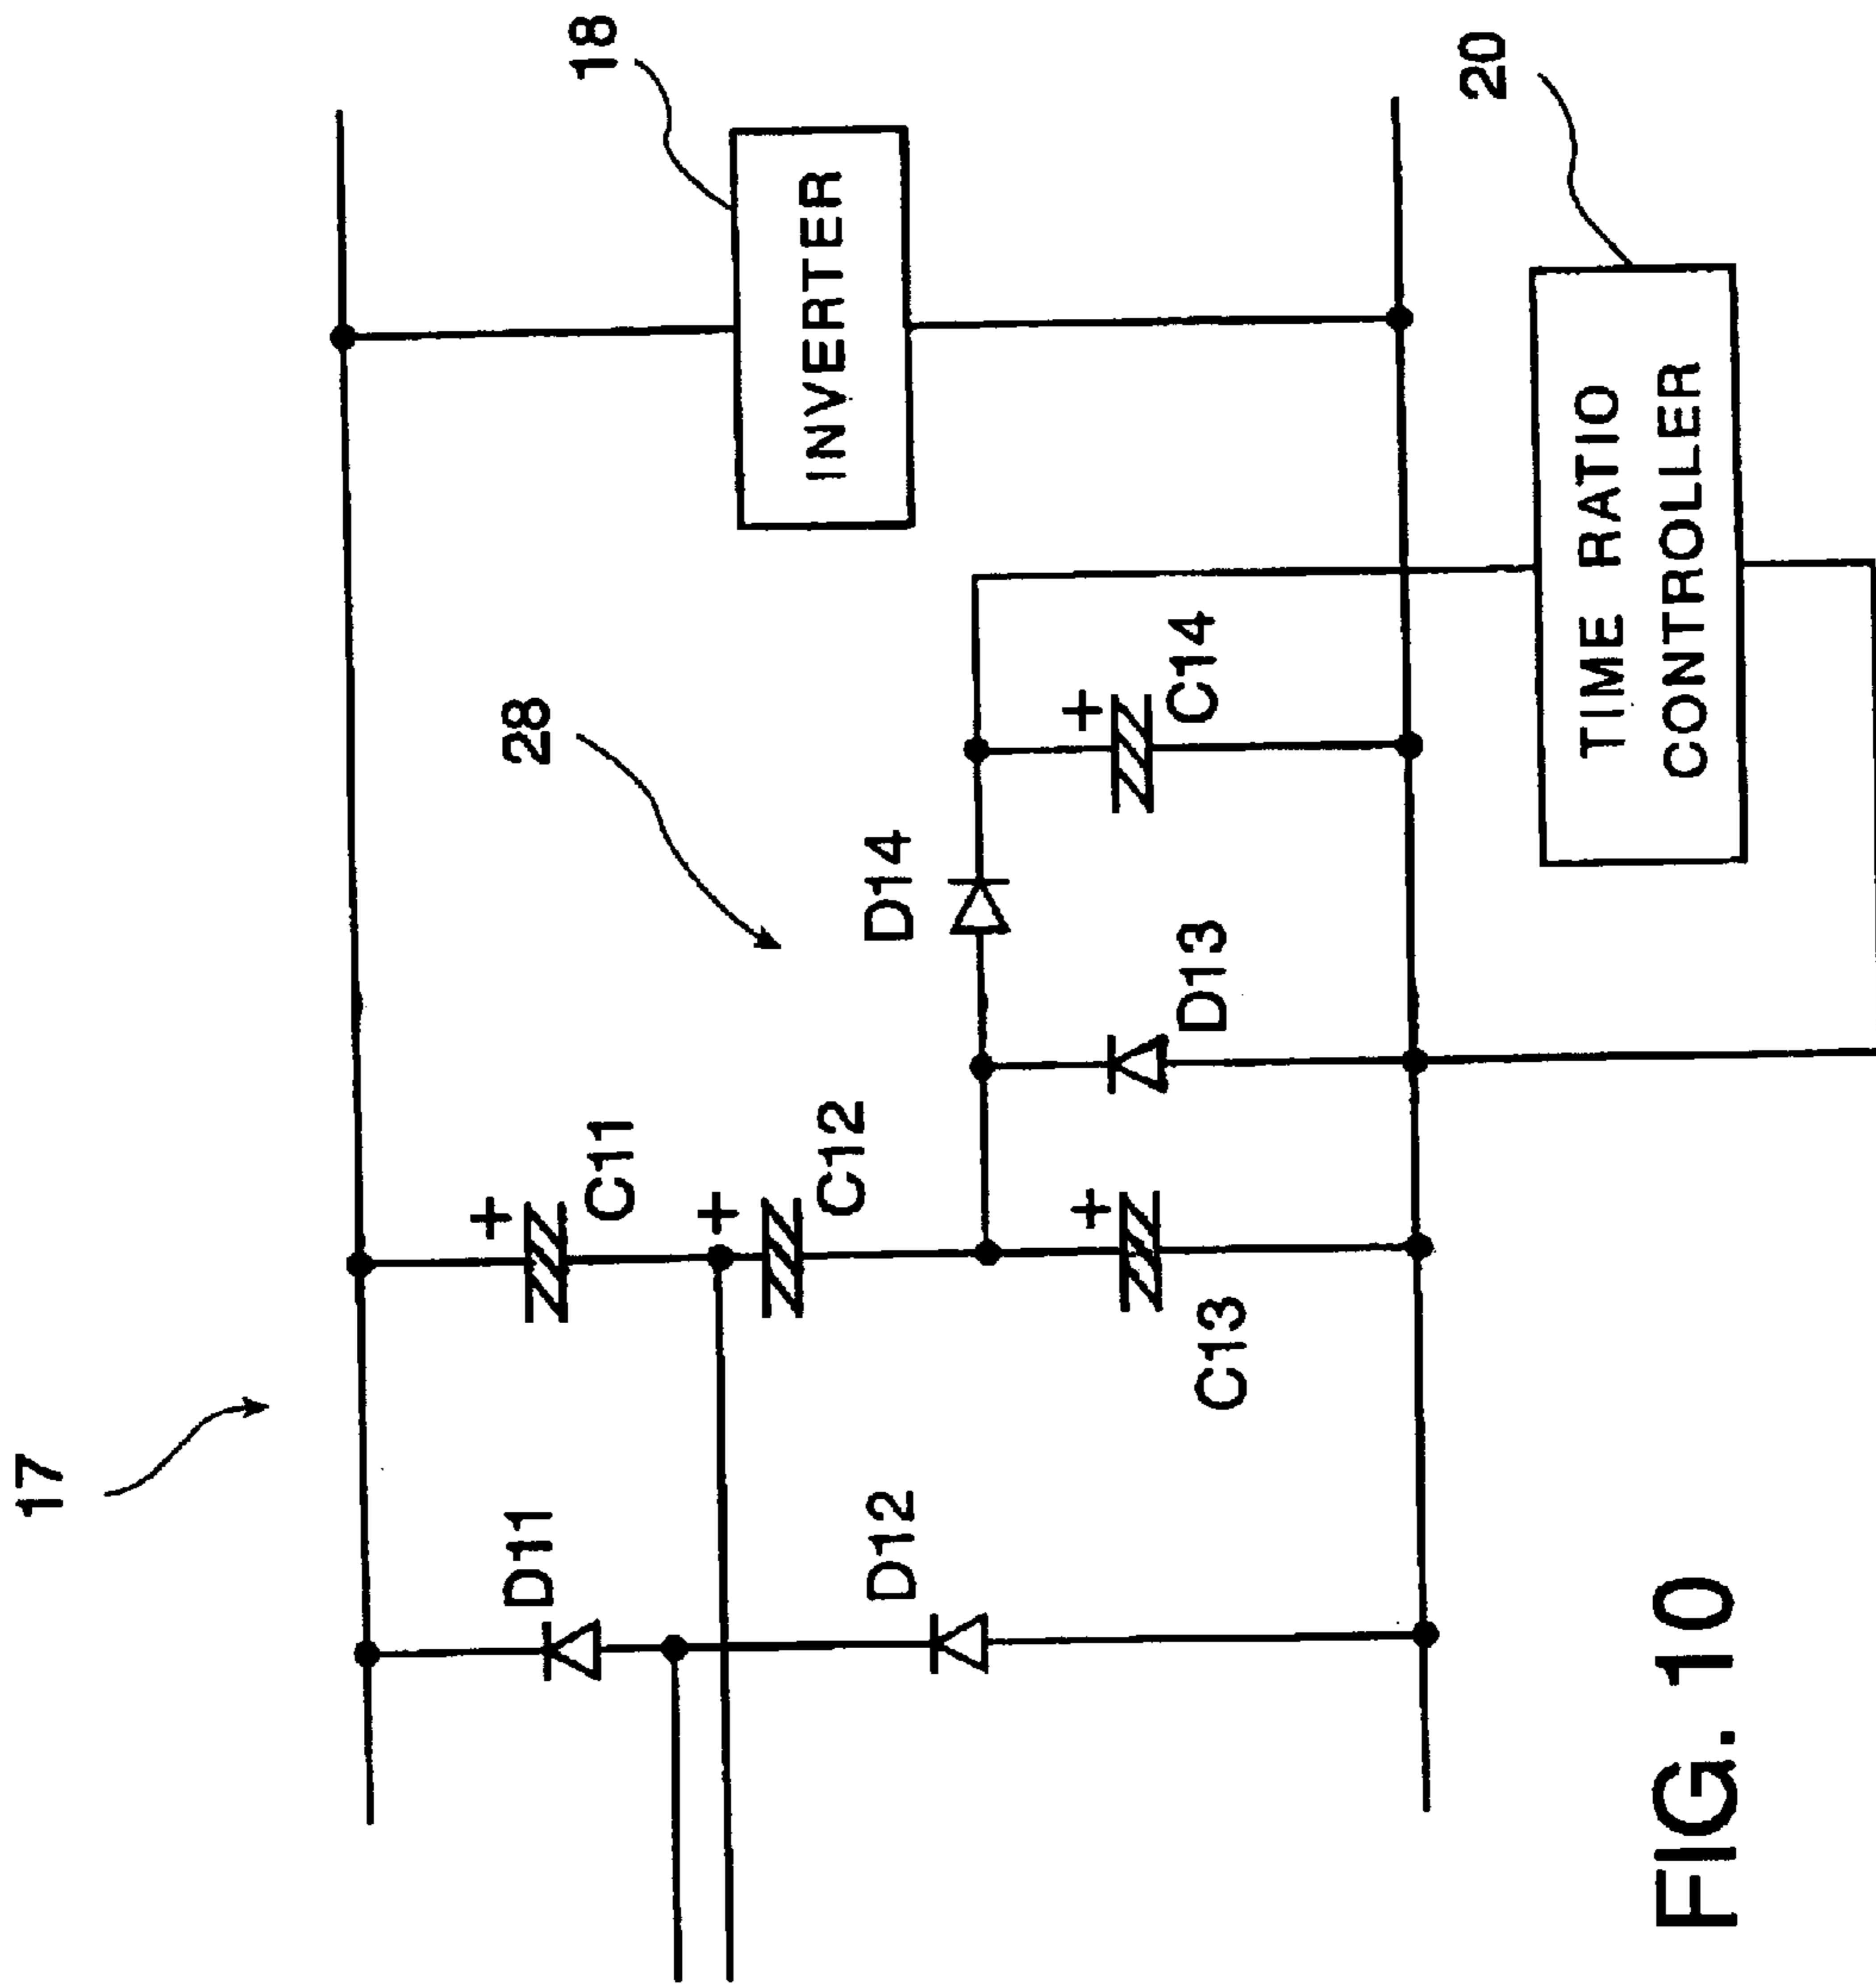 17
18
28
D11
C11
+
+
C12
D12
D14
INVERTER
+
C13
D13
+
C14
20
TIME RATIO
CONTROLLER
FIG. 10